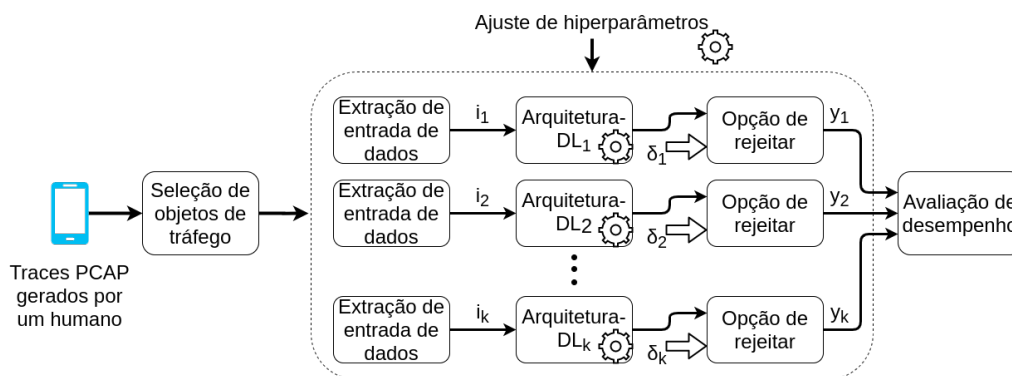 Ajuste de hiperparâmetros
Traces PCAP
gerados por
um humano
Seleção de
objetos de
tráfego
Extração de
entrada de
dados
i1
Arquitetura-
DL1
δ1
Opção de
rejeitar
y1
Extração de
entrada de
dados
i2
Arquitetura-
DL2
δ2
Opção de
rejeitar
y2
Extração de
entrada de
dados
ik
Arquitetura-
DLk
δk
Opção de
rejeitar
yk
Avaliação de
desempenho